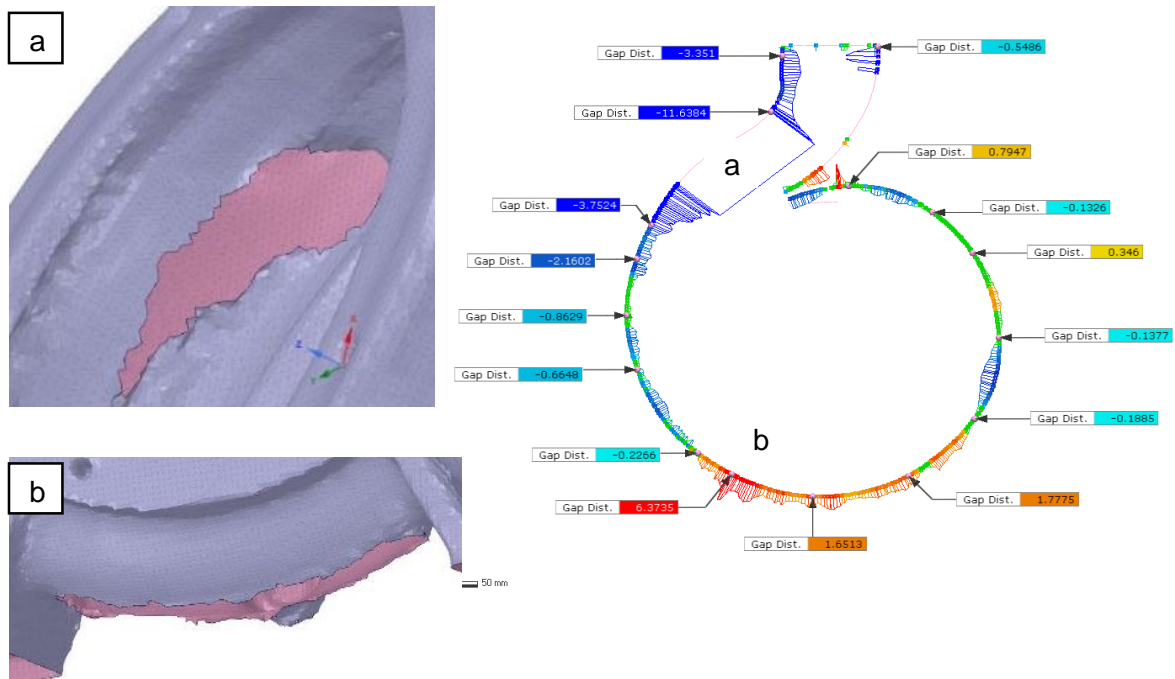 a
Gap Dist. -3.351
Gap Dist. -0.5486
Gap Dist. -11.6384
Gap Dist. 0.7947
a
Gap Dist. -3.7524
Gap Dist. -0.1326
Gap Dist. -2.1602
Gap Dist. 0.346
Gap Dist. -0.8629
Gap Dist. -0.1377
X
Z
Y
Gap Dist. -0.6648
Gap Dist. -0.1885
b
Gap Dist. -0.2266
b
Gap Dist. 6.3735
Gap Dist. 1.7775
Gap Dist. 1.6513
50 mm